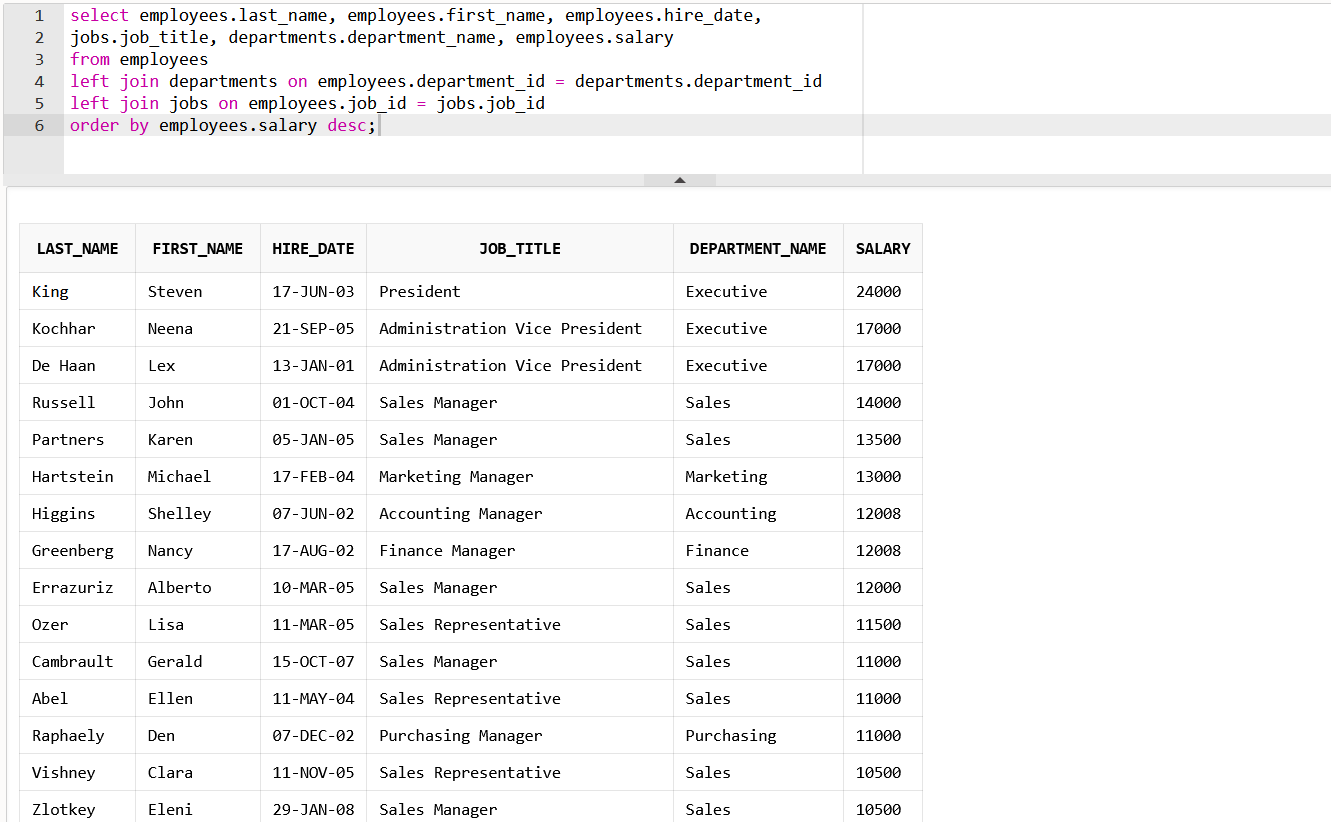 1 select employees.last_name, employees.first_name, employees.hire_date,
2 jobs.job_title, departments.department_name, employees.salary
3 from employees
4 left join departments on employees.department_id = departments.department_id
5 left join jobs on employees.job_id = jobs.job_id
6 order by employees.salary desc;
LAST_NAME FIRST_NAME HIRE_DATE JOB_TITLE DEPARTMENT_NAME SALARY
King Steven 17-JUN-03 President Executive 24000
Kochhar Neena 21-SEP-05 Administration Vice President Executive 17000
De Haan Lex 13-JAN-01 Administration Vice President Executive 17000
Russell John 01-OCT-04 Sales Manager Sales 14000
Partners Karen 05-JAN-05 Sales Manager Sales 13500
Hartstein Michael 17-FEB-04 Marketing Manager Marketing 13000
Higgins Shelley 07-JUN-02 Accounting Manager Accounting 12008
Greenberg Nancy 17-AUG-02 Finance Manager Finance 12008
Errazuriz Alberto 10-MAR-05 Sales Manager Sales 12000
Ozer Lisa 11-MAR-05 Sales Representative Sales 11500
Cambrault Gerald 15-OCT-07 Sales Manager Sales 11000
Abel Ellen 11-MAY-04 Sales Representative Sales 11000
Raphaely Den 07-DEC-02 Purchasing Manager Purchasing 11000
Vishney Clara 11-NOV-05 Sales Representative Sales 10500
Zlotkey Eleni 29-JAN-08 Sales Manager Sales 10500